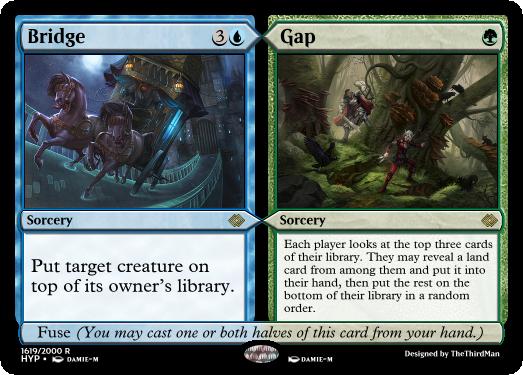 Bridge 3
Sorcery
Put target creature on
top of its owner's library.
Gap
Sorcery
Each player looks at the top three cards
of their library. They may reveal a land
card from among them and put it into
their hand, then put the rest on the
bottom of their library in a random
order.
Fuse (You may cast one or both halves of this card from your hand.)
1619/2000 R
HYP • DAMIE-M
DAMIE-M
Designed by TheThirdMan